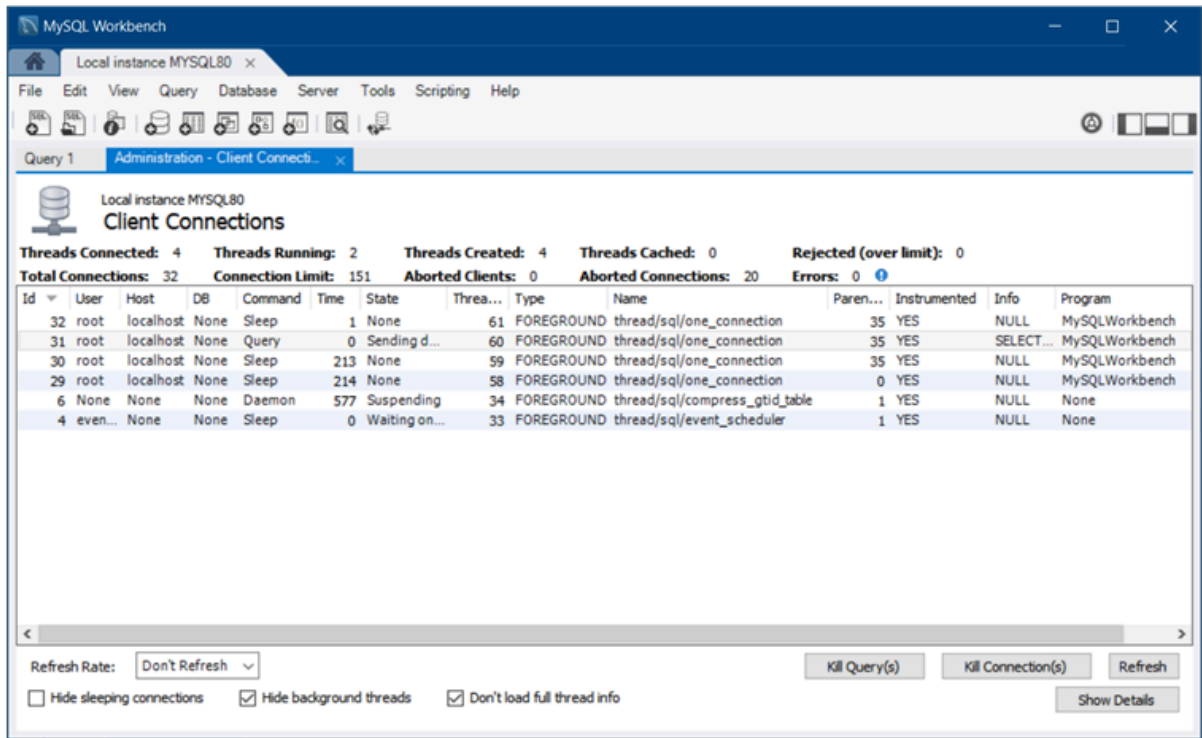 MySQL Workbench
Local instance MYSQL80
File Edit View Query Database Server Tools Scripting Help
Query 1 Administration - Client Connecti...
Local instance MYSQL80
Client Connections
Threads Connected: 4 Threads Running: 2 Threads Created: 4 Threads Cached: 0 Rejected (over limit): 0
Total Connections: 32 Connection Limit: 151 Aborted Clients: 0 Aborted Connections: 20 Errors: 0
Id User Host DB Command Time State Threa... Type Name Paren... Instrumented Info Program
32 root localhost None Sleep 1 None 61 FOREGROUND thread/sql/one_connection 35 YES NULL MySQLWorkbench
31 root localhost None Query 0 Sending d... 60 FOREGROUND thread/sql/one_connection 35 YES SELECT... MySQLWorkbench
30 root localhost None Sleep 213 None 59 FOREGROUND thread/sql/one_connection 35 YES NULL MySQLWorkbench
29 root localhost None Sleep 214 None 58 FOREGROUND thread/sql/one_connection 0 YES NULL MySQLWorkbench
6 None None None Daemon 577 Suspending 34 FOREGROUND thread/sql/compress_gtid_table 1 YES NULL None
4 even... None None Sleep 0 Waiting on... 33 FOREGROUND thread/sql/event_scheduler 1 YES NULL None
Refresh Rate: Don't Refresh Kill Query(s) Kill Connection(s) Refresh
Hide sleeping connections Hide background threads Don't load full thread info Show Details